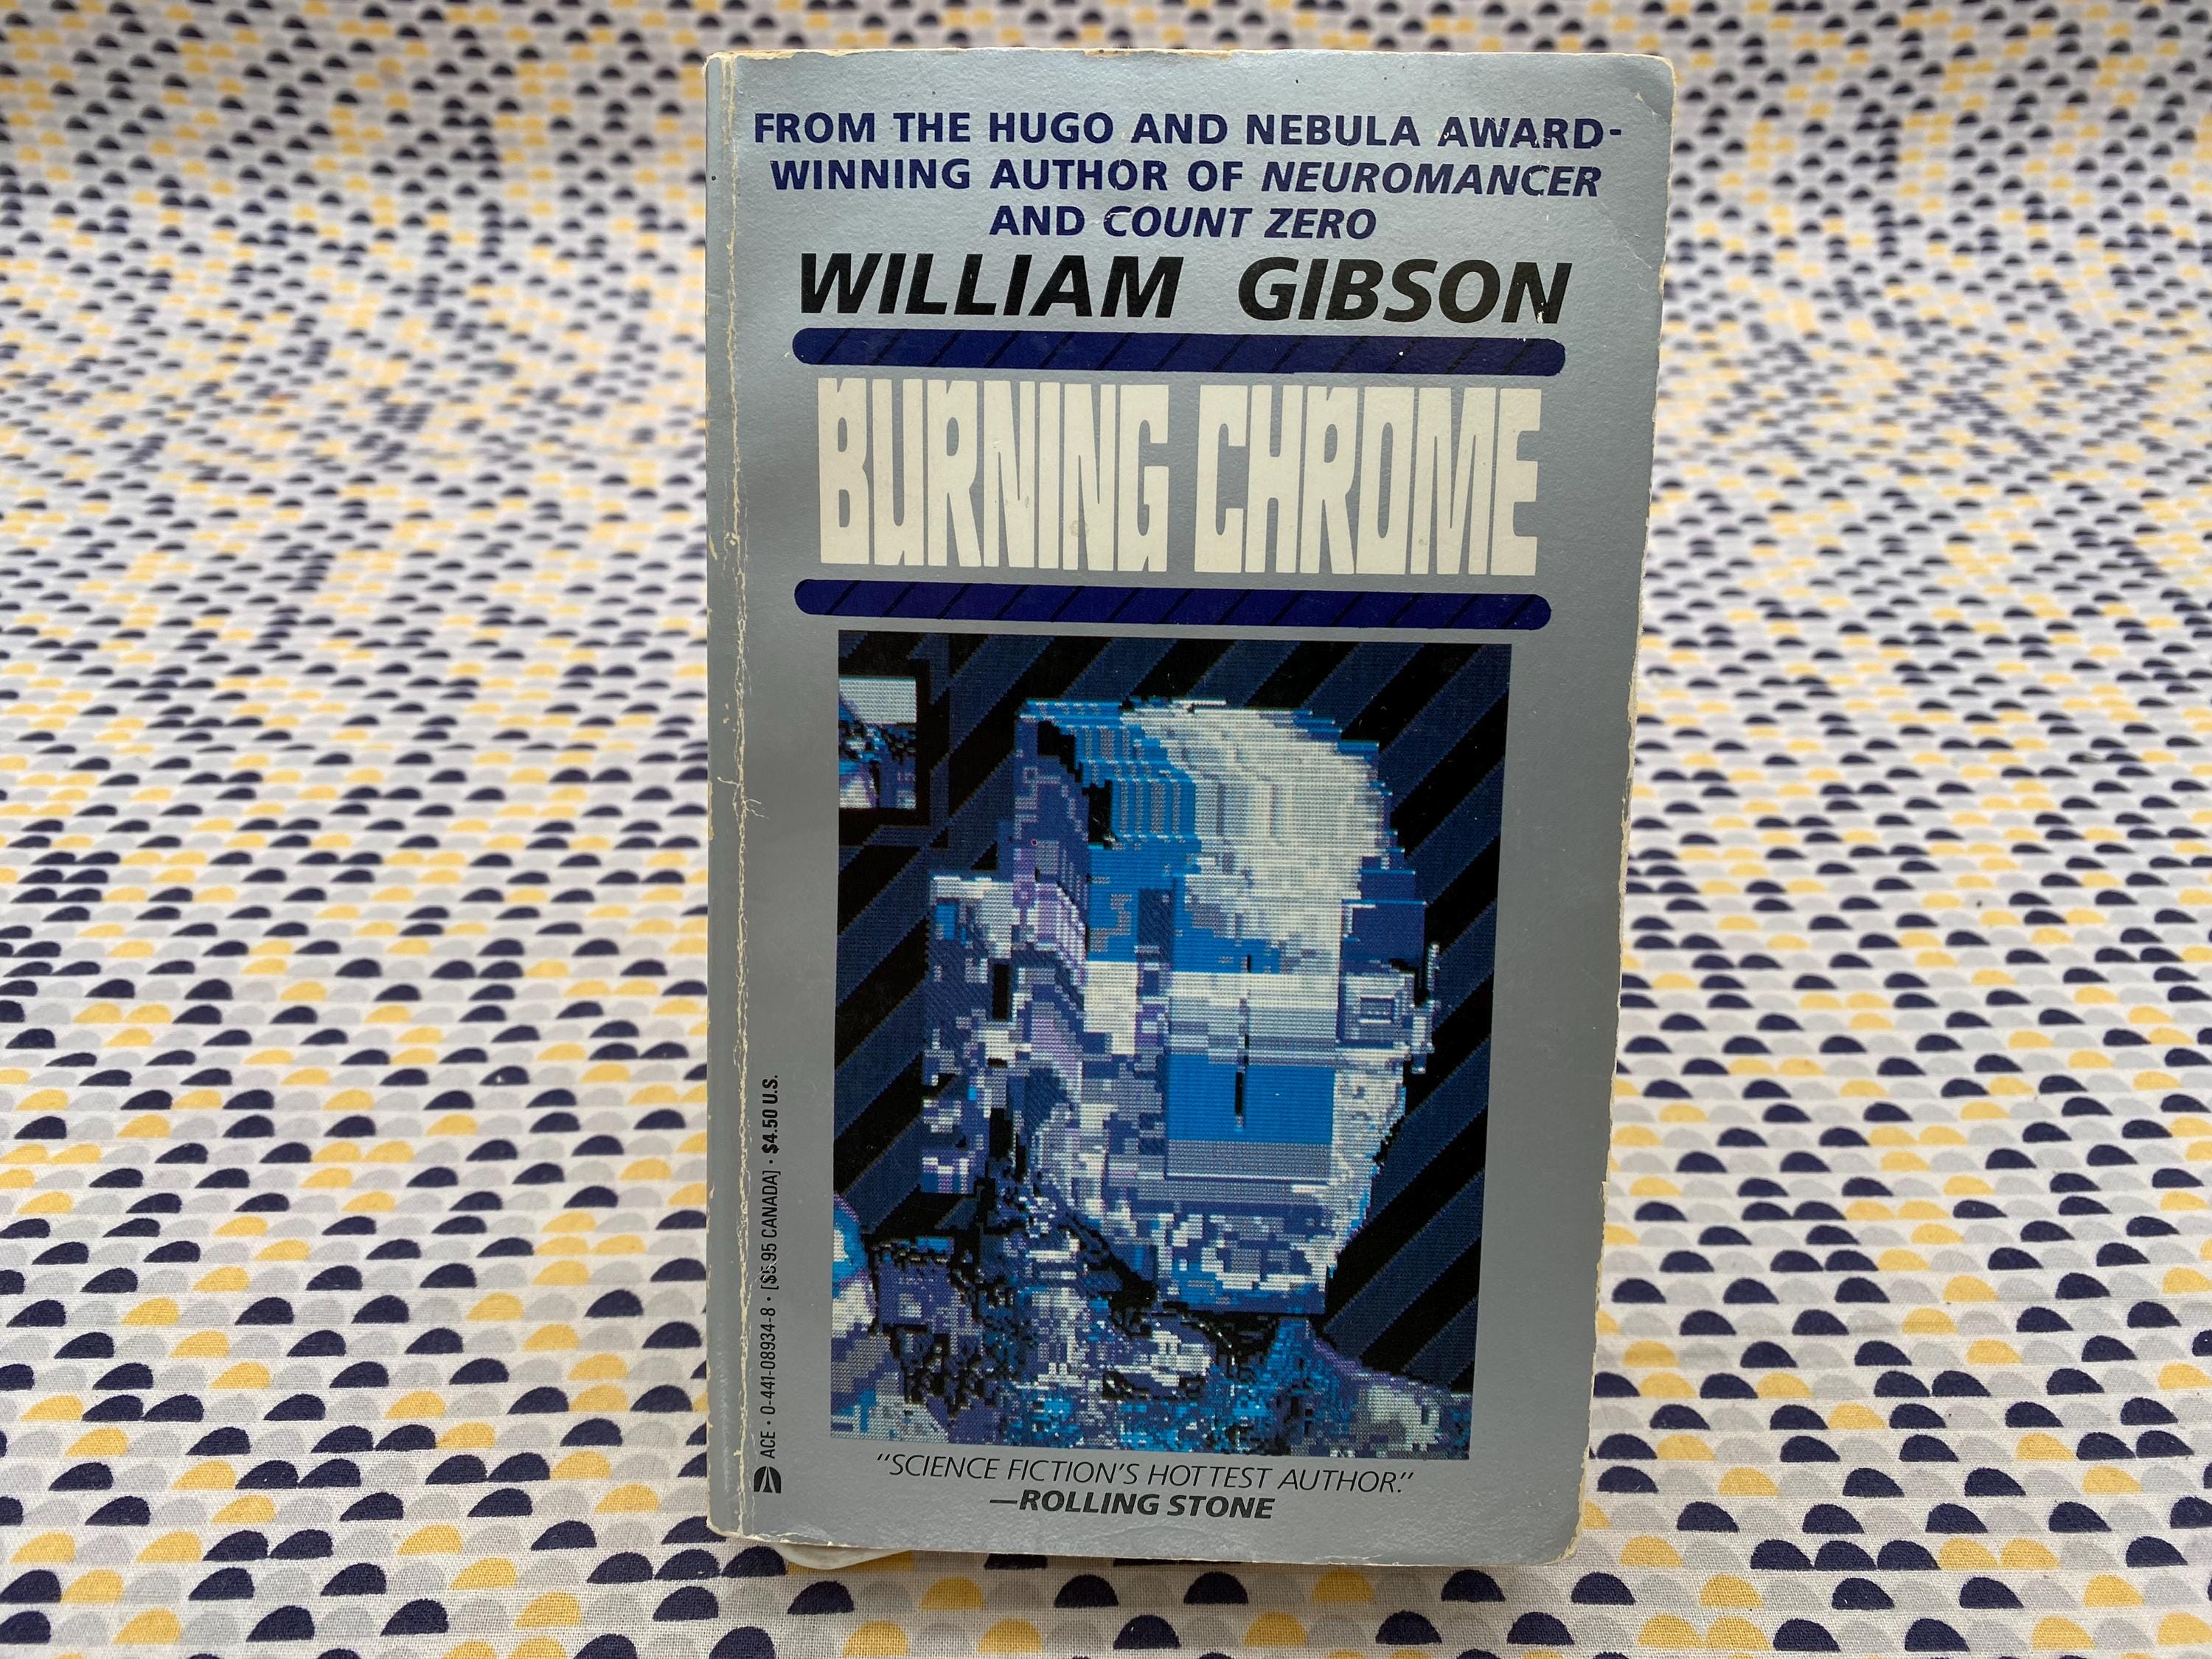 FROM THE HUGO AND NEBULA AWARD-
WINNING AUTHOR OF NEUROMANCER
AND COUNT ZERO
WILLIAM GIBSON
BURNING CHROME
ACE • 0-441-08934-8 • [$5.95 CANADA] • $4.50 U.S.
"SCIENCE FICTION'S HOTTEST AUTHOR."
—ROLLING STONE